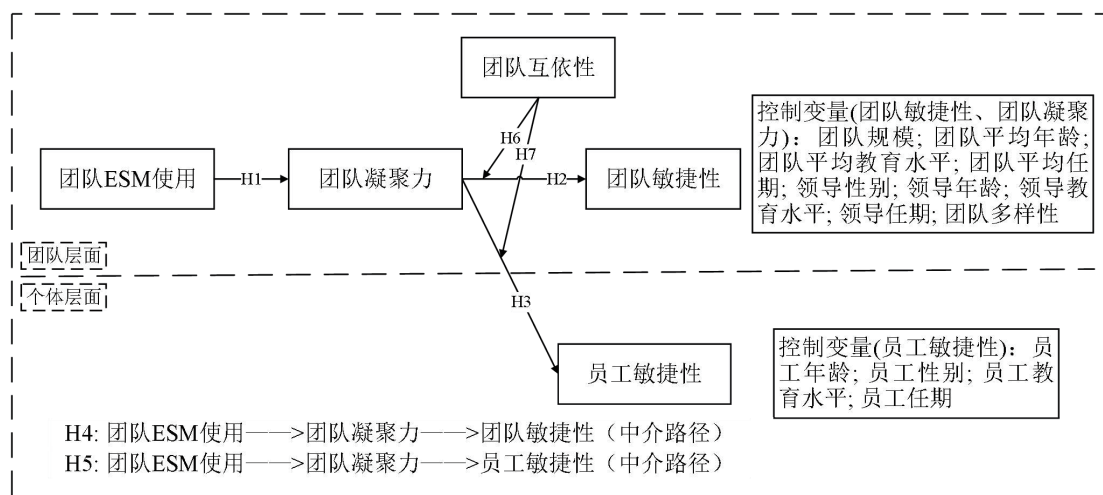 团队互依性
控制变量(团队敏捷性、团队凝聚
力)：团队规模; 团队平均年龄;
团队平均教育水平; 团队平均任
期; 领导性别; 领导年龄; 领导教
育水平; 领导任期; 团队多样性
H6
H7
团队ESM使用
H1
团队凝聚力
H2
团队敏捷性
团队层面
个体层面
H3
员工敏捷性
控制变量(员工敏捷性)：员
工年龄; 员工性别; 员工教
育水平; 员工任期
H4: 团队ESM使用——>团队凝聚力——>团队敏捷性（中介路径）
H5: 团队ESM使用——>团队凝聚力——>员工敏捷性（中介路径）